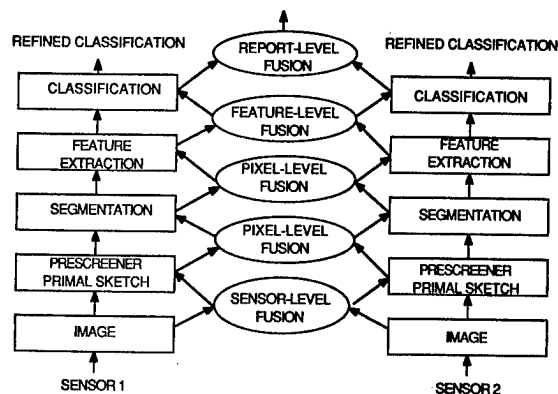 REFINED CLASSIFICATION
REPORT-LEVEL
FUSION
REFINED CLASSIFICATION
CLASSIFICATION
CLASSIFICATION
FEATURE-LEVEL
FUSION
FEATURE
EXTRACTION
FEATURE
EXTRACTION
PIXEL-LEVEL
FUSION
SEGMENTATION
SEGMENTATION
PIXEL-LEVEL
FUSION
PRESCREENER
PRIMAL SKETCH
PRESCREENER
PRIMAL SKETCH
SENSOR-LEVEL
FUSION
IMAGE
IMAGE
SENSOR 1
SENSOR 2